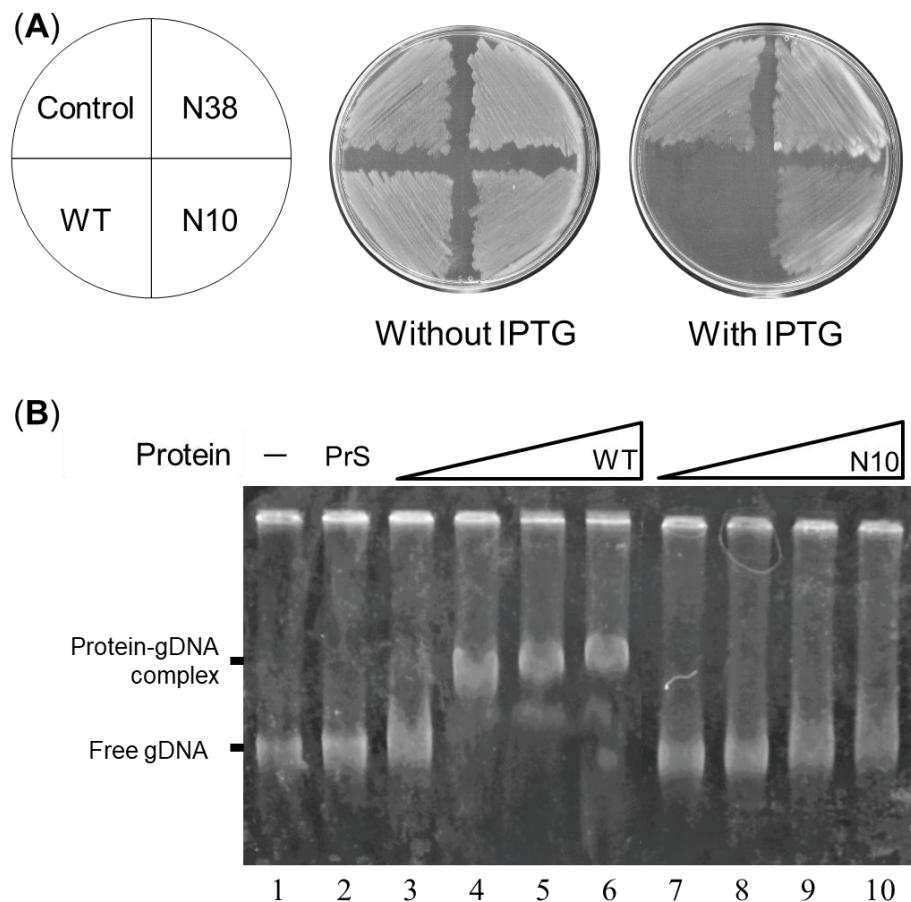 (A)
Control N38
WT N10
Without IPTG With IPTG
(B)
Protein — PrS WT N10
Protein-gDNA
complex
Free gDNA
1 2 3 4 5 6 7 8 9 10